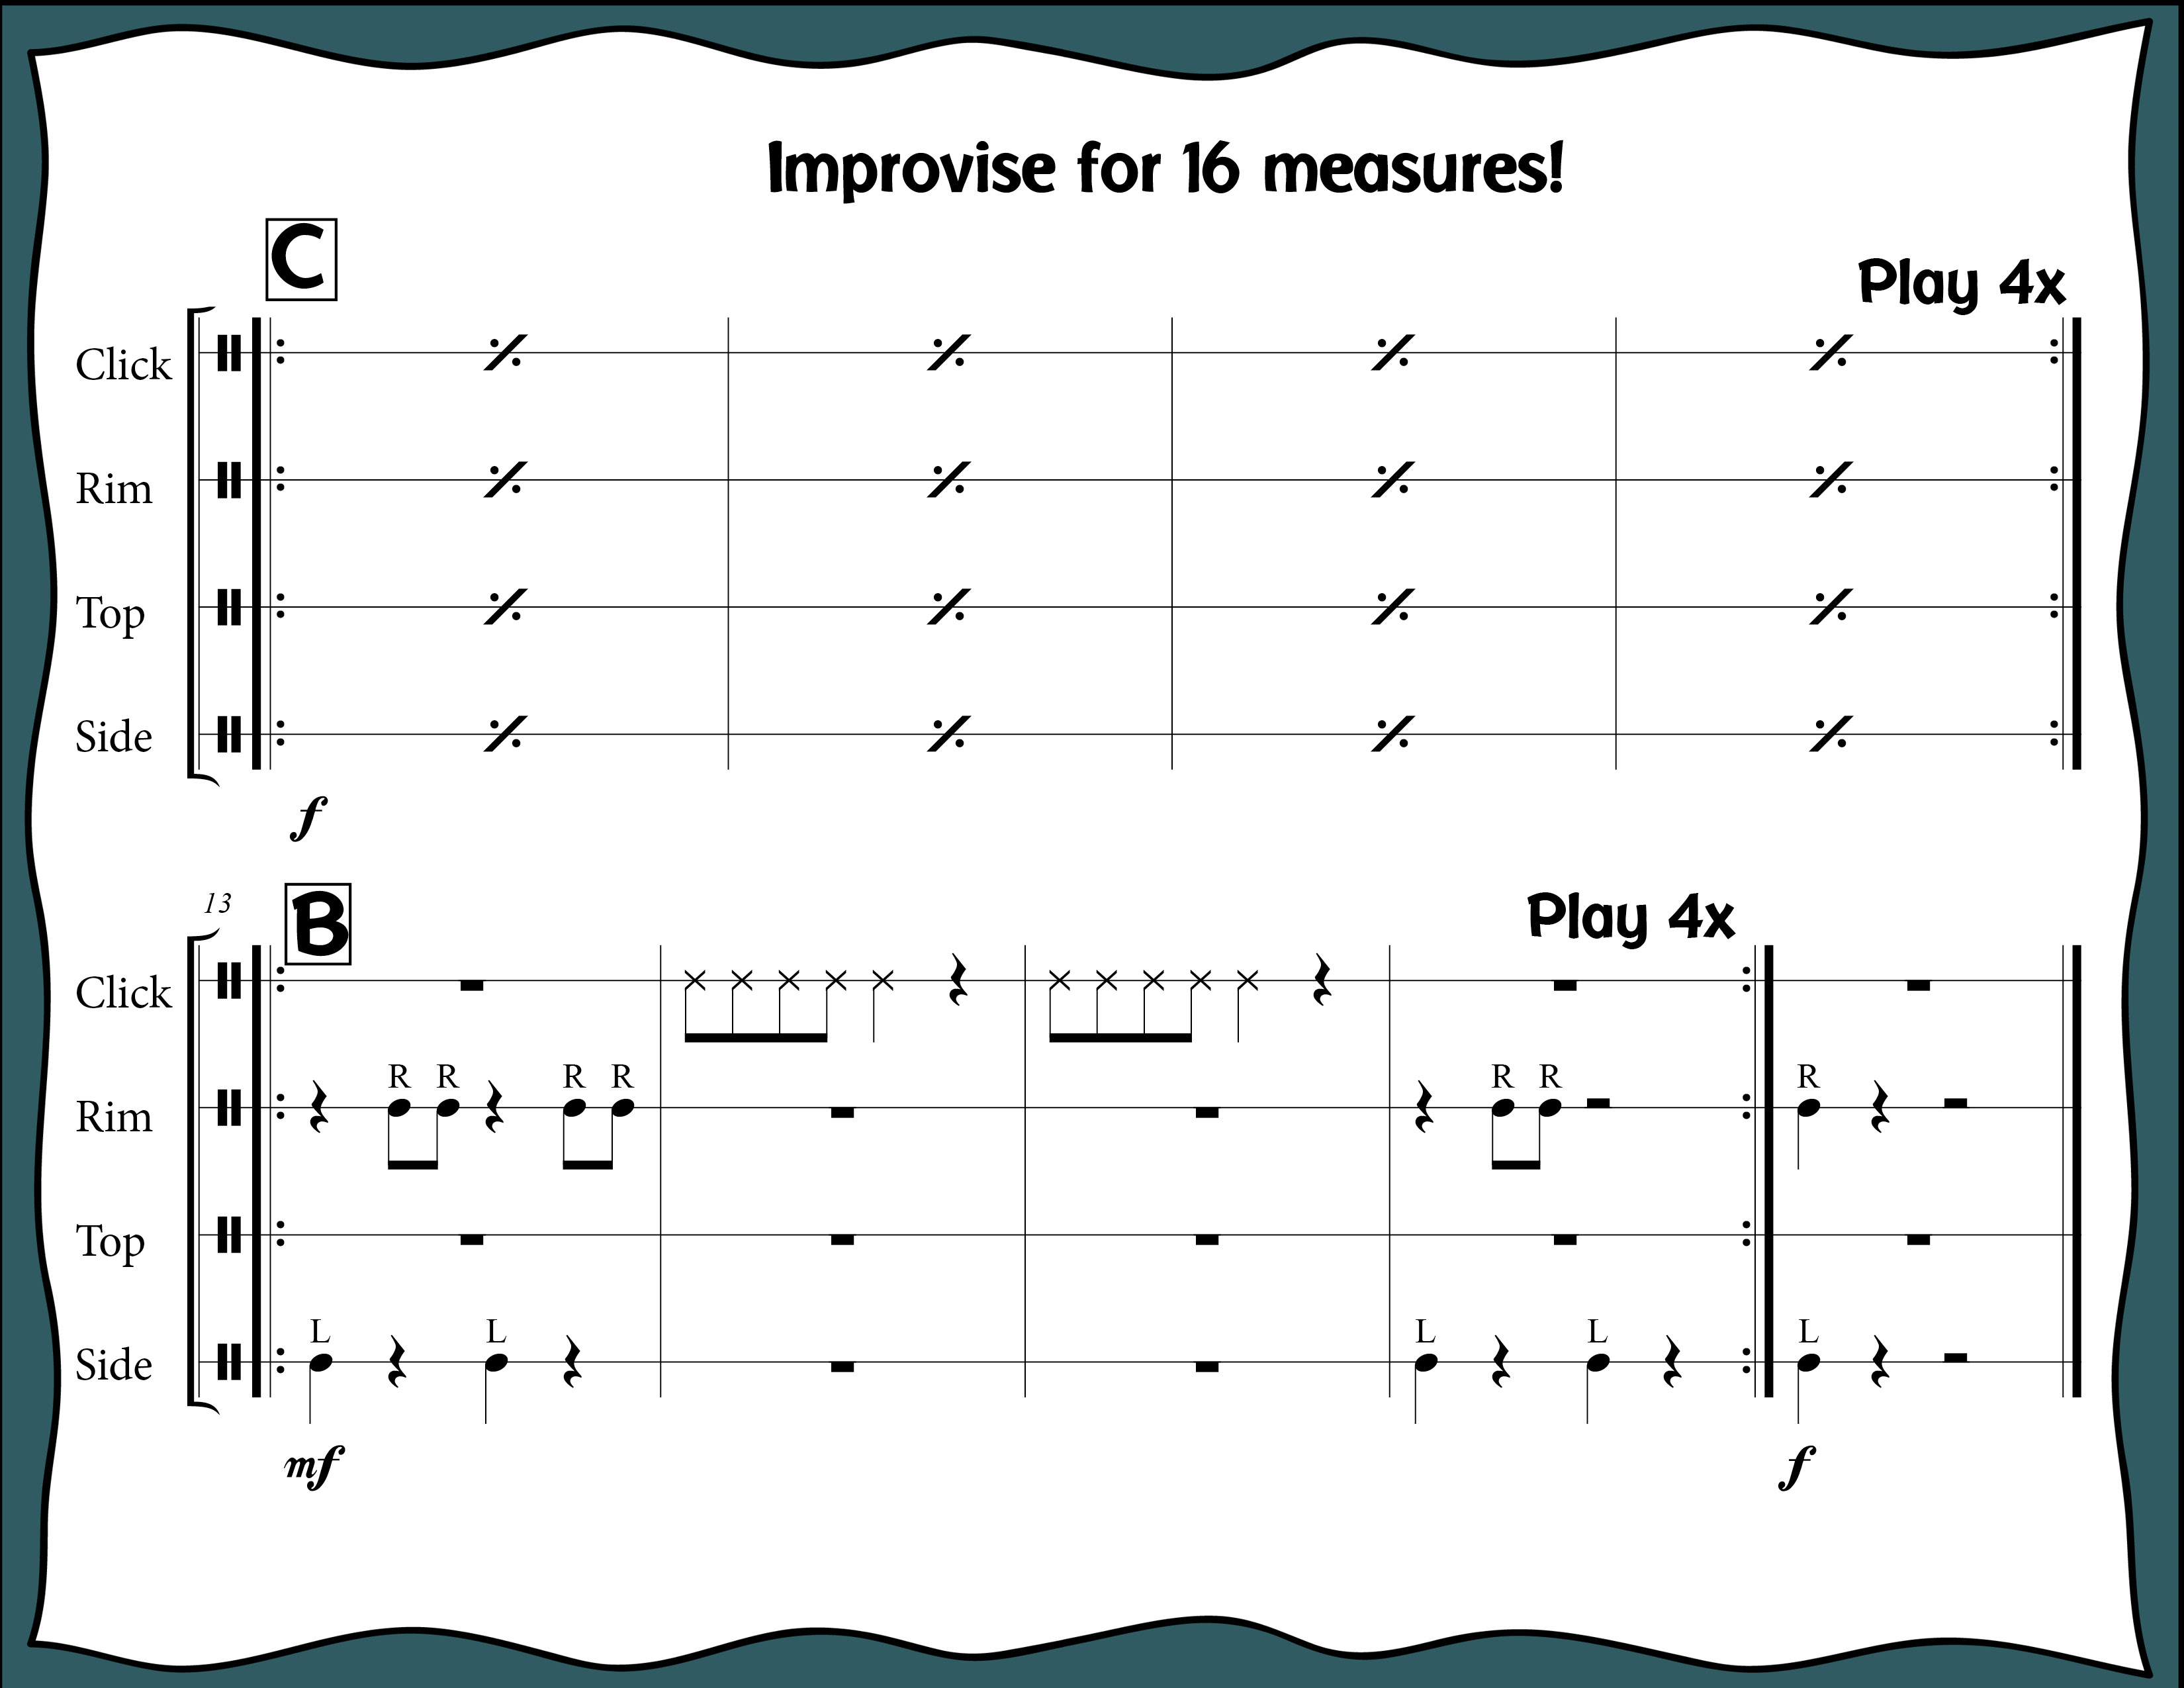 Improvise for 16 measures!
C
Play 4x
Click
Rim
Top
Side
f
13
B
Play 4x
Click
R R R R R R R
Rim
Top
L L L L L
Side
mf f